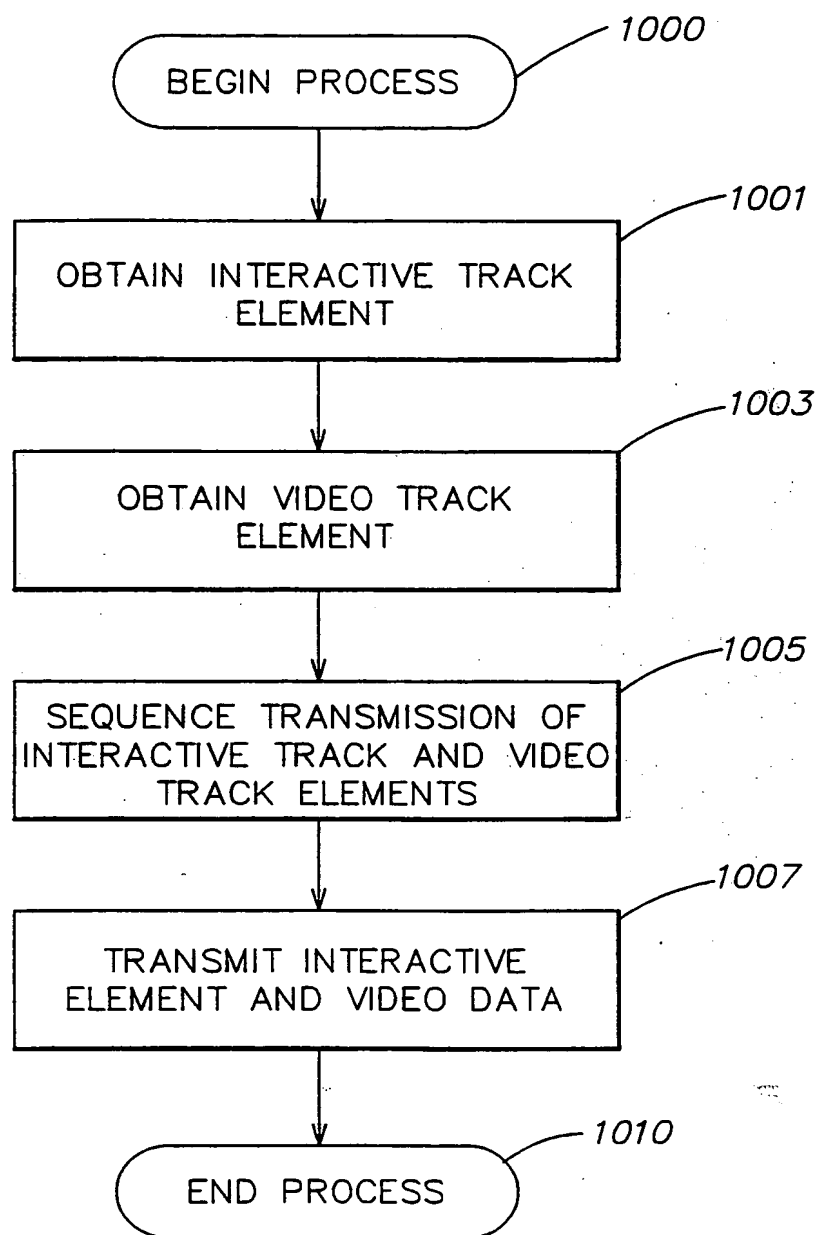 1000
BEGIN PROCESS
1001
OBTAIN INTERACTIVE TRACK
ELEMENT
1003
OBTAIN VIDEO TRACK
ELEMENT
1005
SEQUENCE TRANSMISSION OF
INTERACTIVE TRACK AND VIDEO
TRACK ELEMENTS
1007
TRANSMIT INTERACTIVE
ELEMENT AND VIDEO DATA
1010
END PROCESS